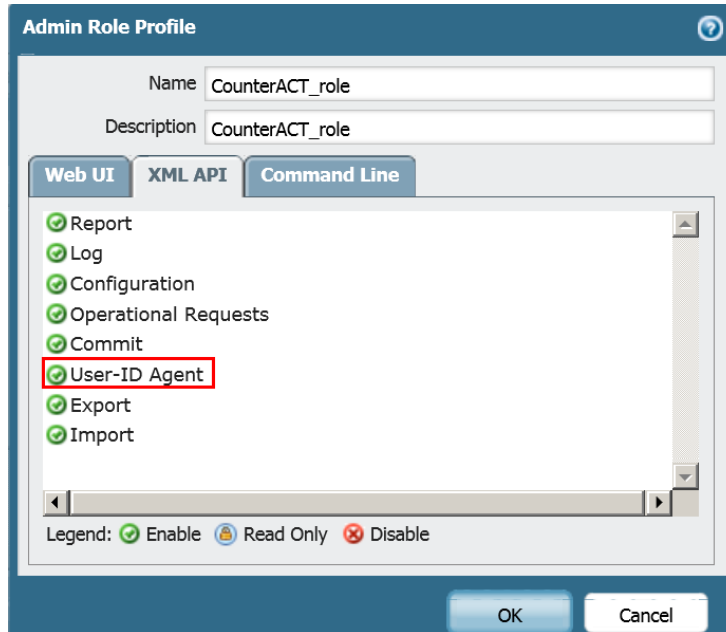 Admin Role Profile
Name CounterACT_role
Description CounterACT_role
Web UI XML API Command Line
Report
Log
Configuration
Operational Requests
Commit
User-ID Agent
Export
Import
Legend: Enable Read Only Disable
OK Cancel